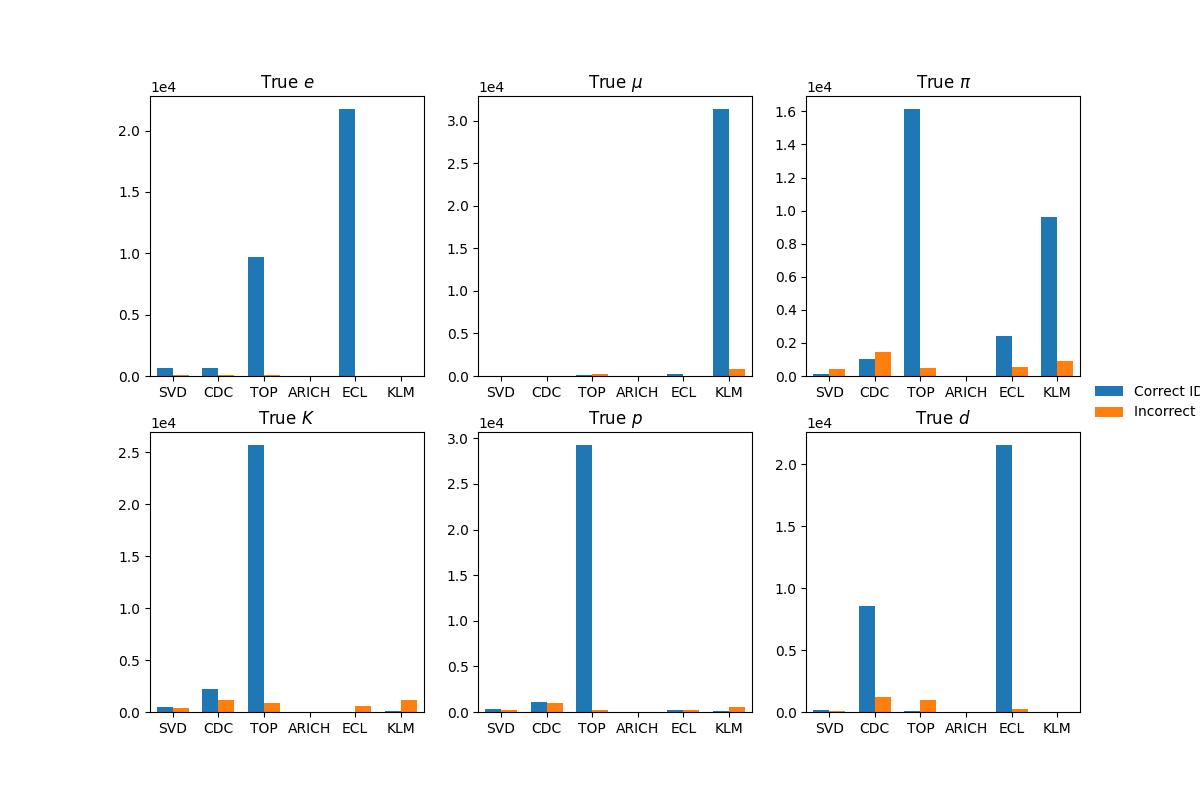 True e
1e4
2.0
1.5
1.0
0.5
0.0
SVD CDC TOP ARICH ECL KLM
True μ
1e4
3.0
2.5
2.0
1.5
1.0
0.5
0.0
SVD CDC TOP ARICH ECL KLM
True π
1e4
1.6
1.4
1.2
1.0
0.8
0.6
0.4
0.2
0.0
SVD CDC TOP ARICH ECL KLM
Correct ID
Incorrect
True K
1e4
2.5
2.0
1.5
1.0
0.5
0.0
SVD CDC TOP ARICH ECL KLM
True p
1e4
3.0
2.5
2.0
1.5
1.0
0.5
0.0
SVD CDC TOP ARICH ECL KLM
True d
1e4
2.0
1.5
1.0
0.5
0.0
SVD CDC TOP ARICH ECL KLM